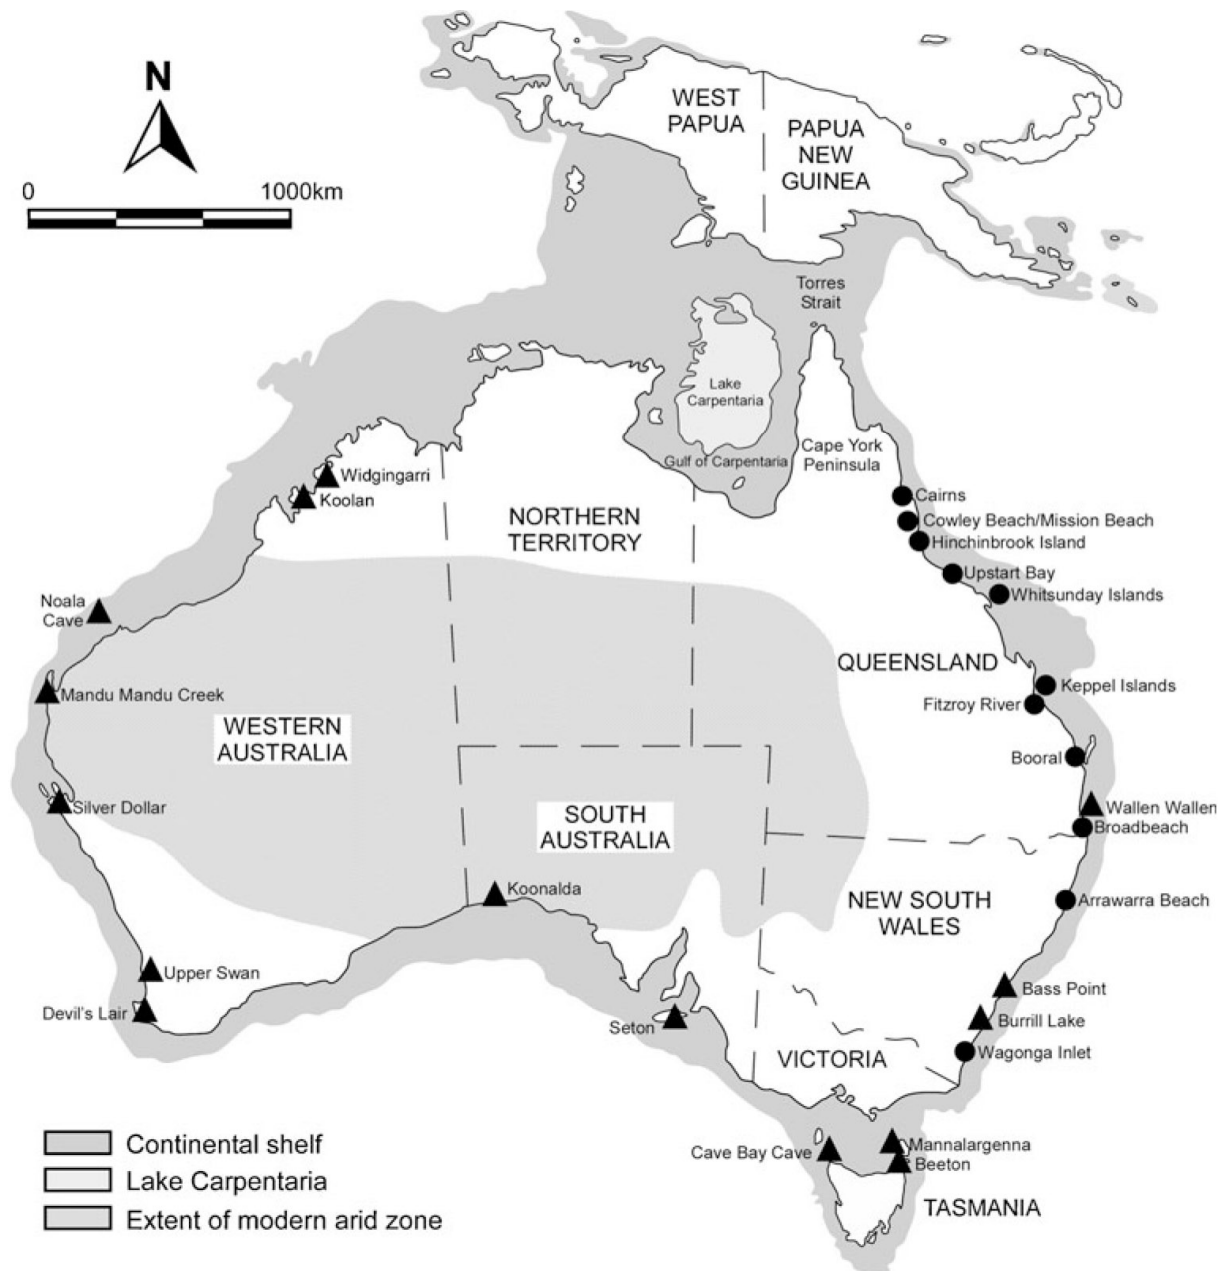 N
0
1000km
WEST
PAPUA
PAPUA
NEW
GUINEA
Torres
Strait
Lake
Carpentaria
Gulf of Carpentaria
Cape York
Peninsula
Widgingarri
Koolan
NORTHERN
TERRITORY
Cairns
Cowley Beach/Mission Beach
Hinchinbrook Island
Upstart Bay
Whitsunday Islands
Noala
Cave
QUEENSLAND
Keppel Islands
Mandu Mandu Creek
Fitzroy River
WESTERN
AUSTRALIA
Booral
Silver Dollar
Wallen Wallen
SOUTH
AUSTRALIA
Broadbeach
Koonalda
NEW SOUTH
WALES
Arrawarra Beach
Upper Swan
Bass Point
Devil's Lair
Seton
Burrill Lake
VICTORIA
Wagonga Inlet
Cave Bay Cave
Mannalargenna
Beeton
TASMANIA
Continental shelf
Lake Carpentaria
Extent of modern arid zone